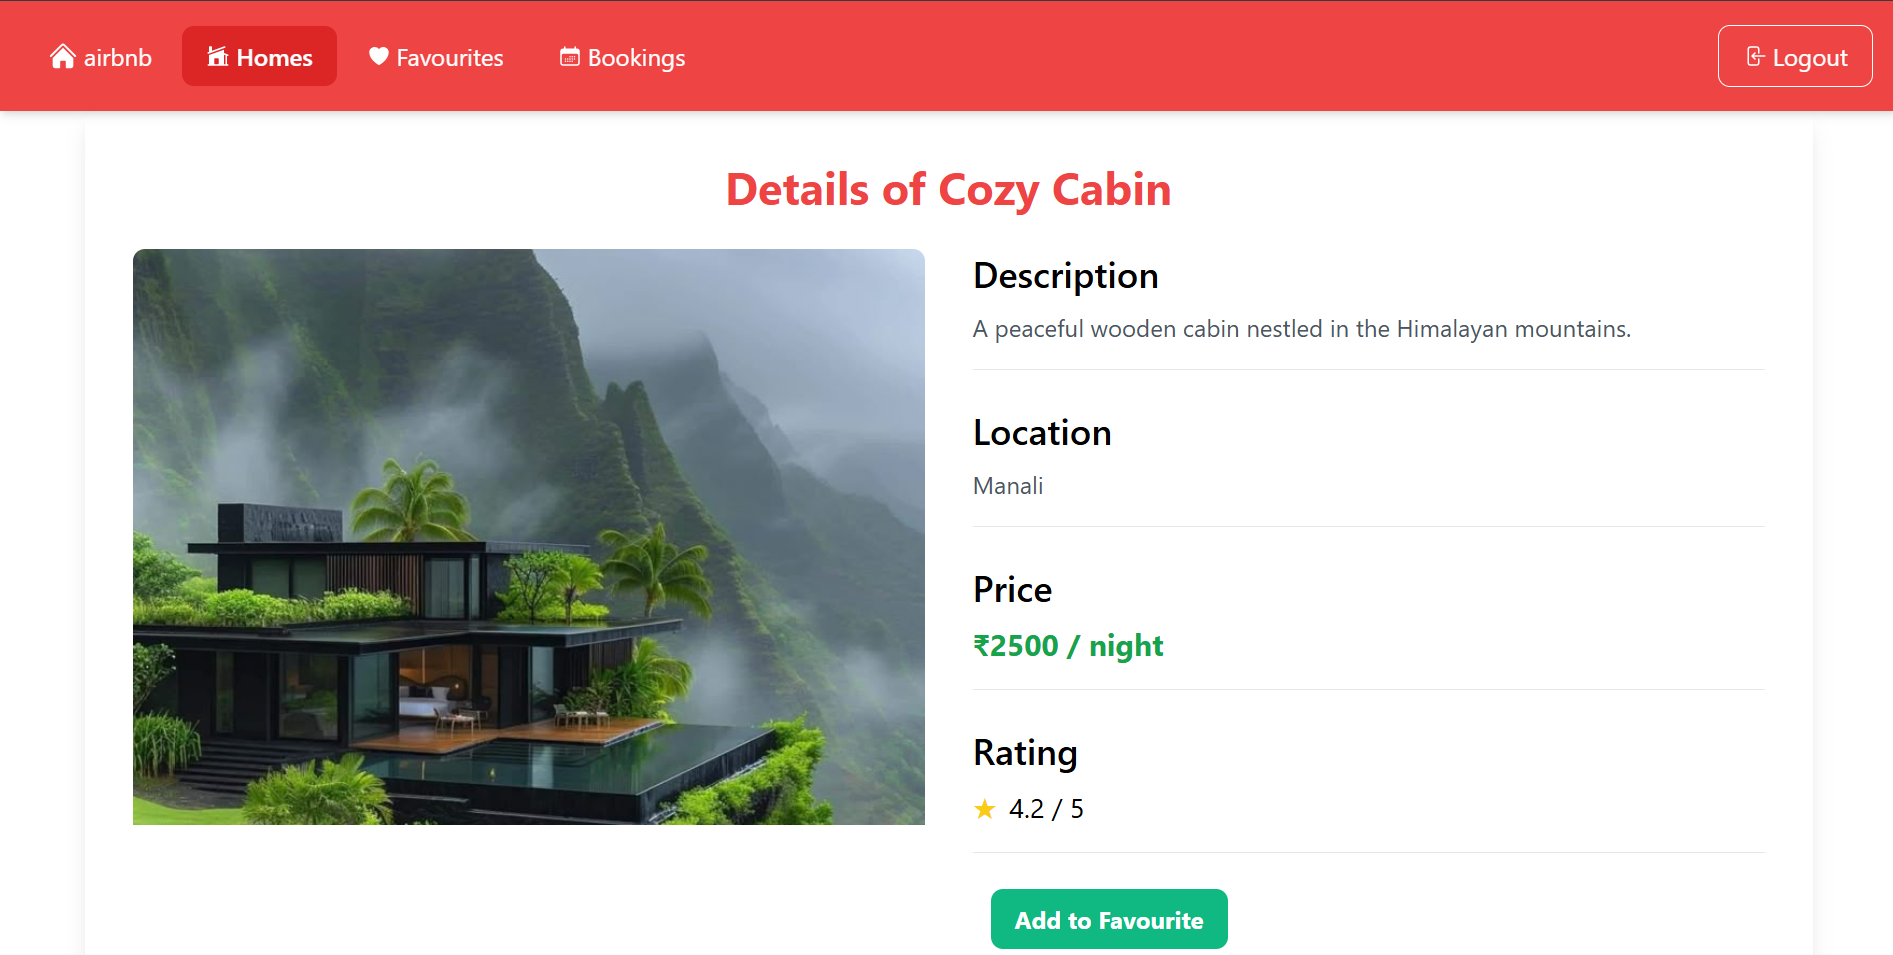 airbnb
Homes
Favourites
Bookings
Logout
Details of Cozy Cabin
Description
A peaceful wooden cabin nestled in the Himalayan mountains.
Location
Manali
Price
₹2500 / night
Rating
★ 4.2 / 5
Add to Favourite